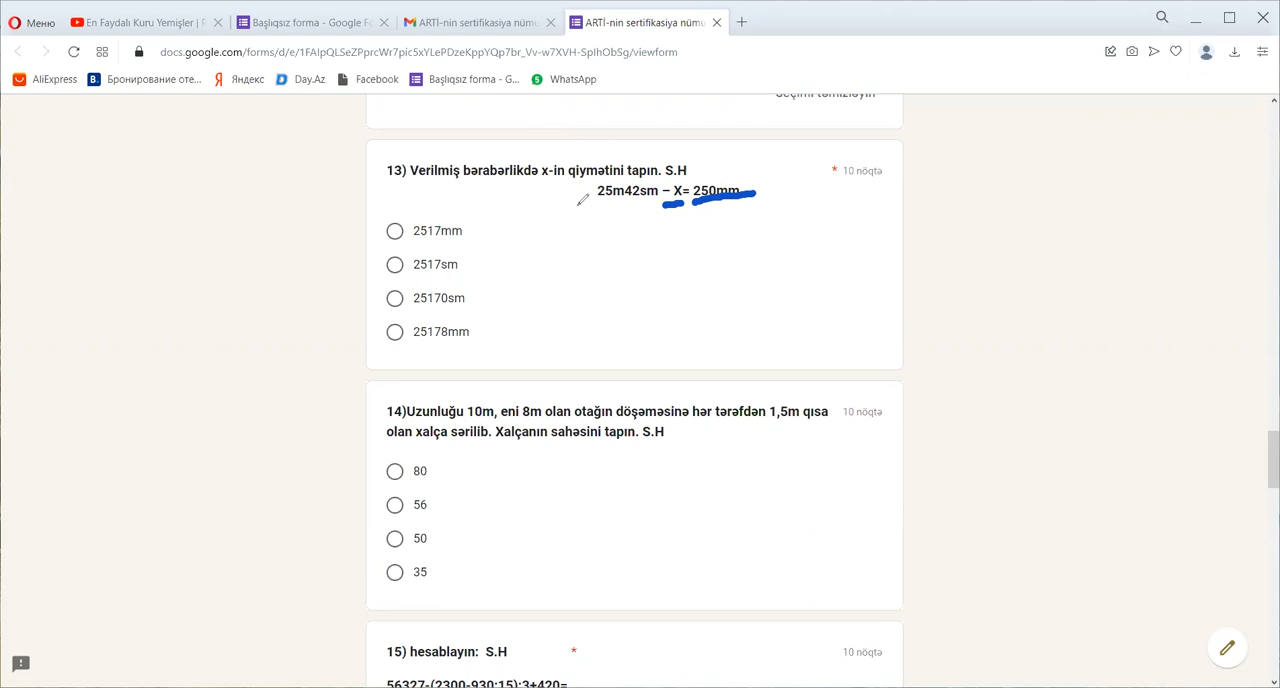 Меню
En Faydalı Kuru Yemişler |
Başlıqsız forma - Google Fo
ARTİ-nin sertifikasiya nümu
ARTİ-nin sertifikasiya nümu
docs.google.com/forms/d/e/1FAIpQLSeZPprcWr7pic5xYLePDzeKppYQp7br_Vv-w7XVH-SpIhObSg/viewform
AliExpress
Бронирование оте...
Яндекс
Day.Az
Facebook
Başlıqsız forma - G...
WhatsApp
Seçimi təmizləyin
13) Verilmiş bərabərlikdə x-in qiymətini tapın. S.H * 10 nöqtə
25m42sm – X= 250mm
2517mm
2517sm
25170sm
25178mm
14)Uzunluğu 10m, eni 8m olan otağın döşəməsinə hər tərəfdən 1,5m qısa 10 nöqtə
olan xalça sərilib. Xalçanın sahəsini tapın. S.H
80
56
50
35
15) hesablayın: S.H * 10 nöqtə
56327-(2300-930:15):3+420=